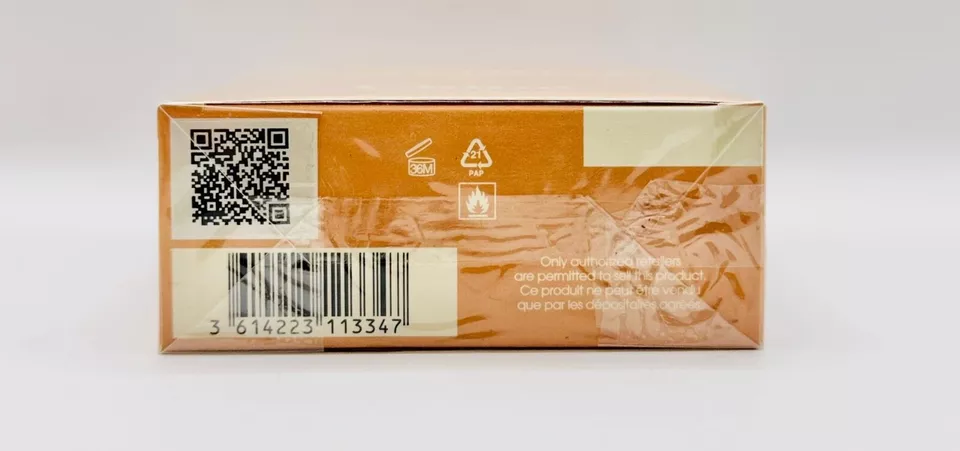 36M
21
PAP
Only authorized retailers
are permitted to sell this product.
Ce produit ne peut être vendu
que par les dépositaires agréés.
3 614223 113347